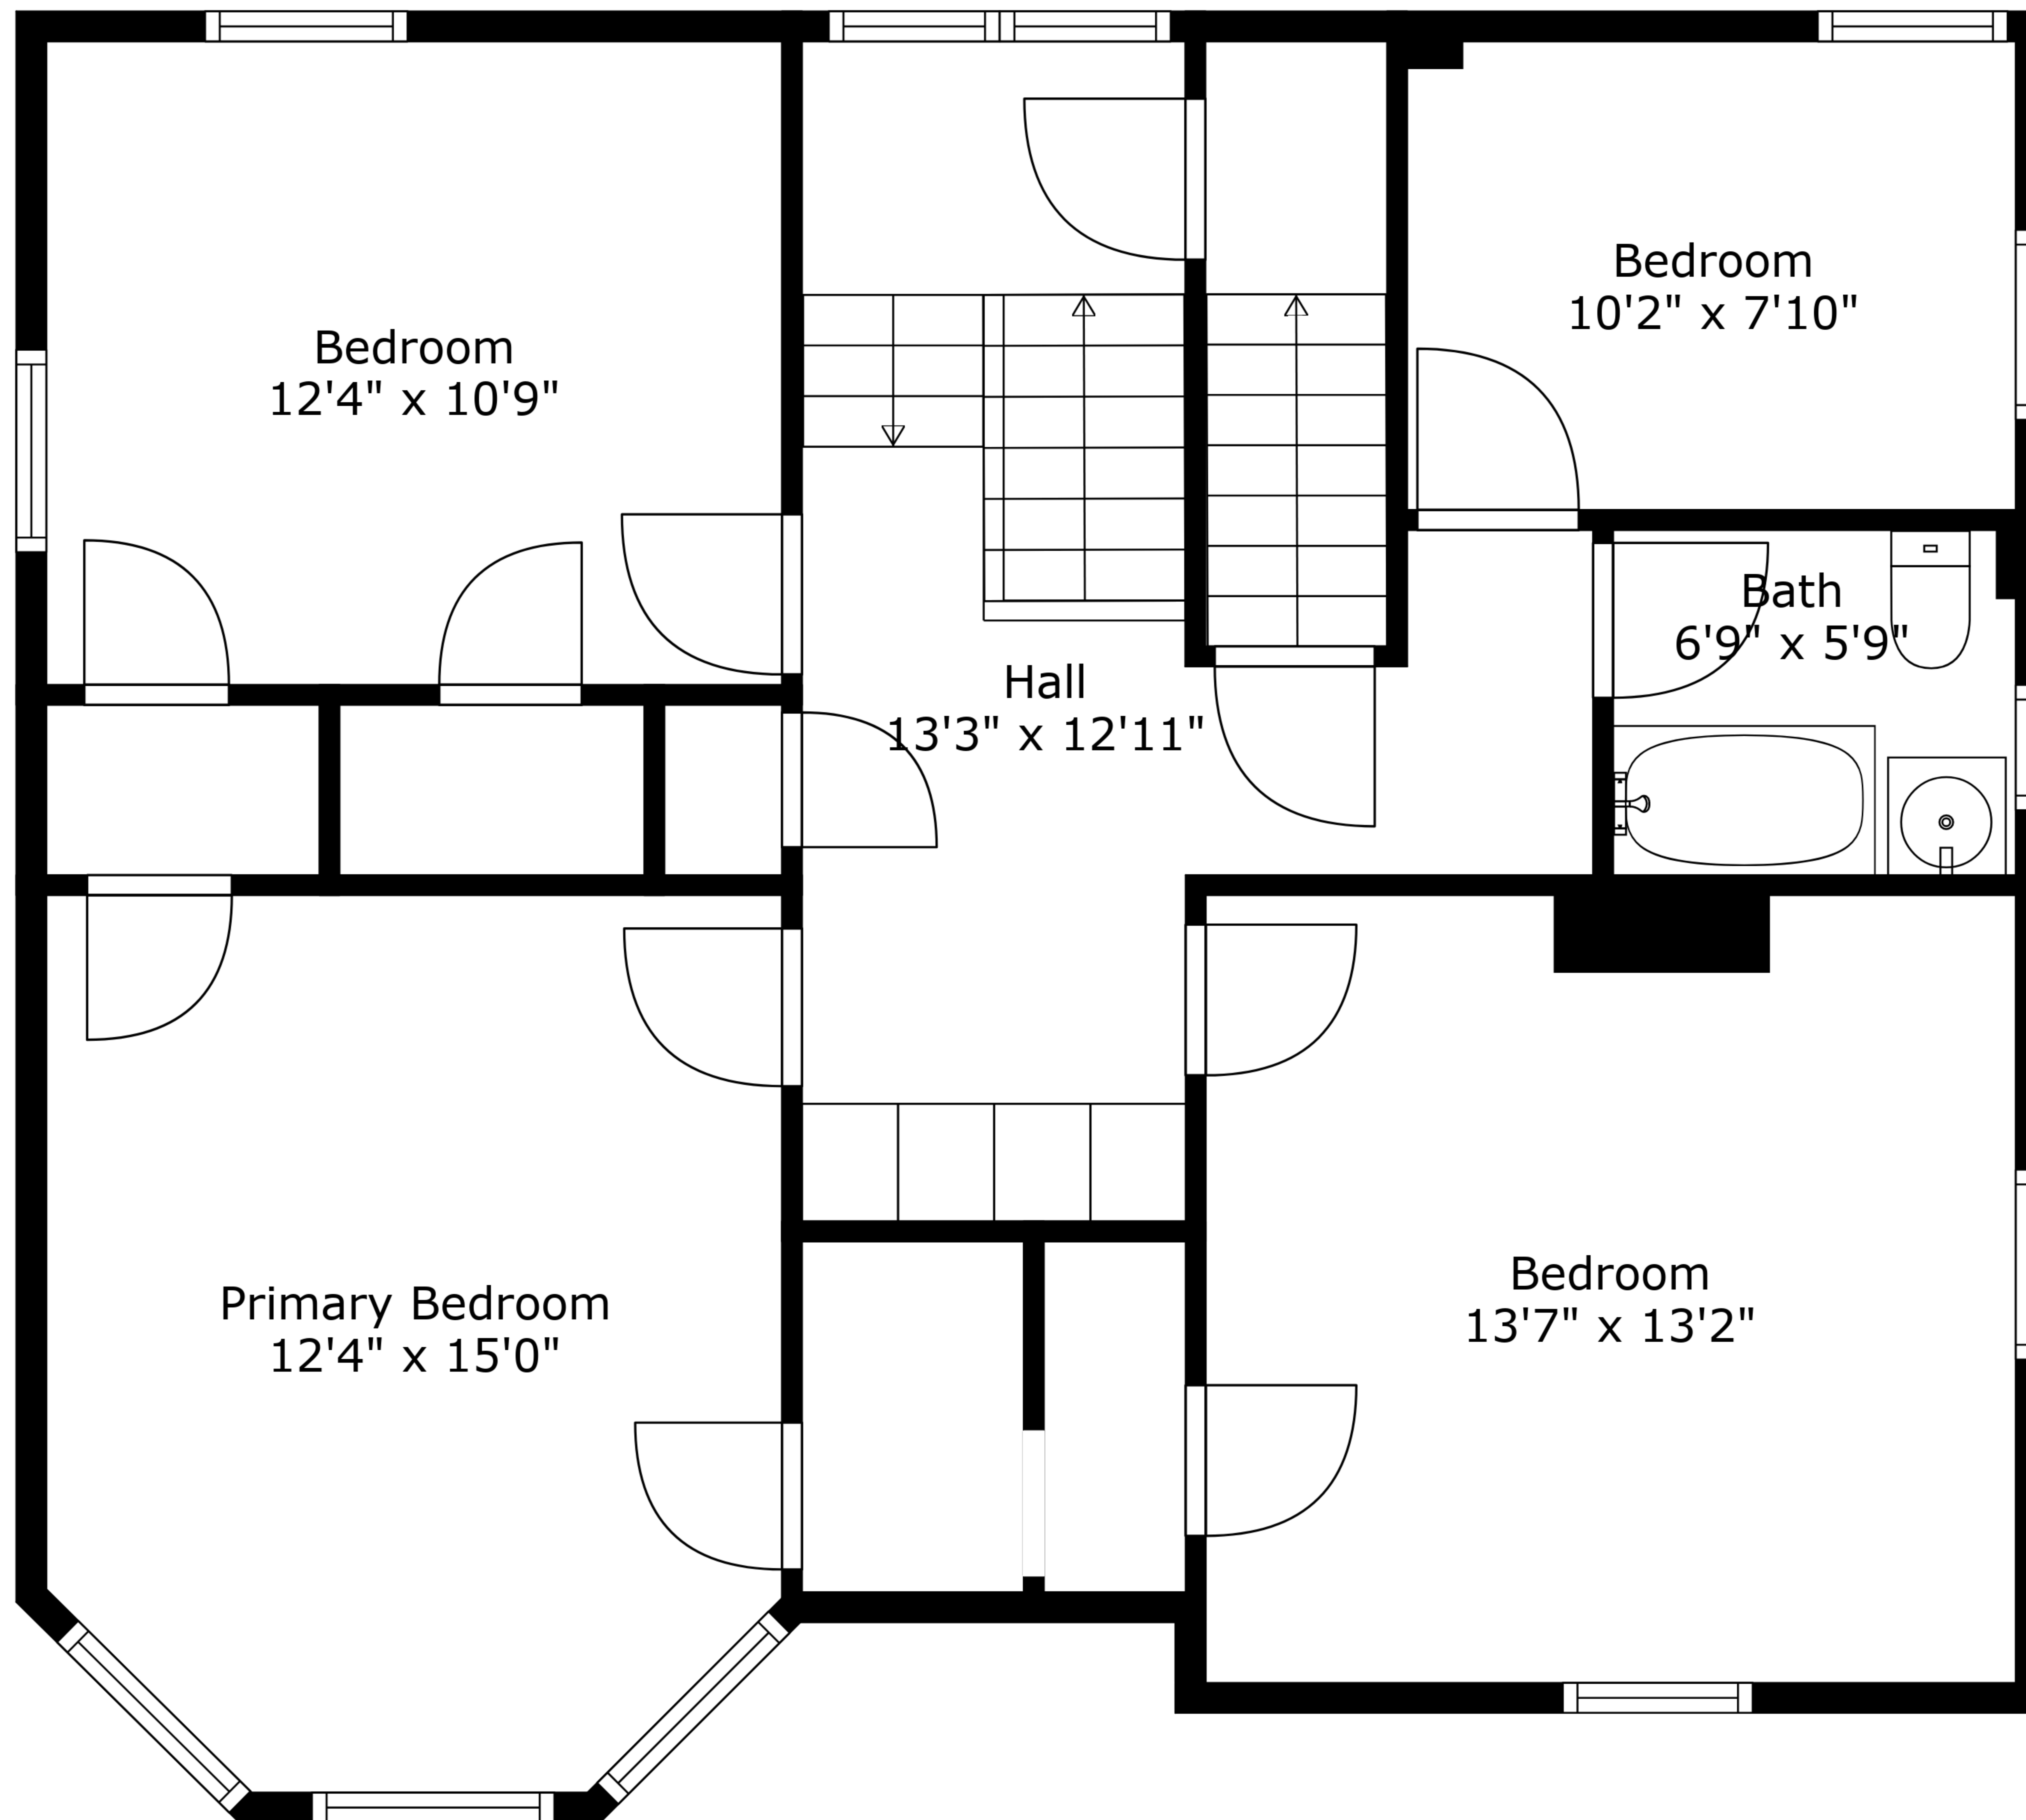 Bedroom
10'2" x 7'10"
Bedroom
12'4" x 10'9"
Bath
6'9" x 5'9"
Hall
13'3" x 12'11"
Bedroom
13'7" x 13'2"
Primary Bedroom
12'4" x 15'0"